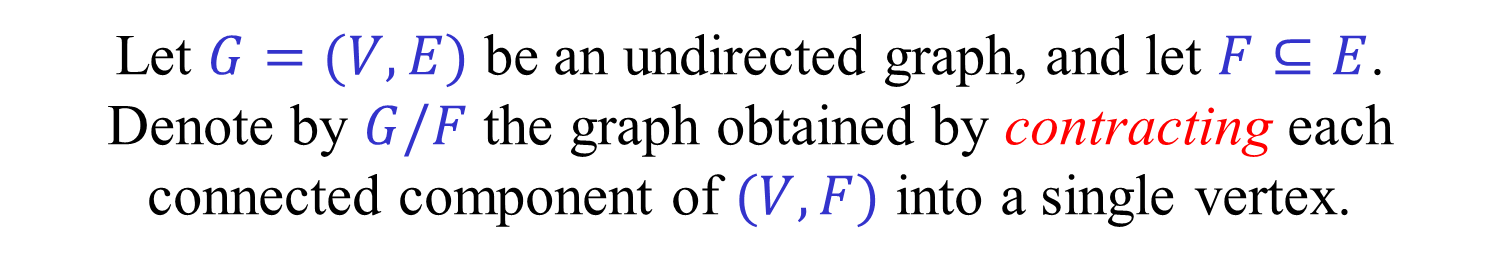 Let G = (V, E) be an undirected graph, and let F ⊆ E.
Denote by G/F the graph obtained by contracting each
connected component of (V, F) into a single vertex.